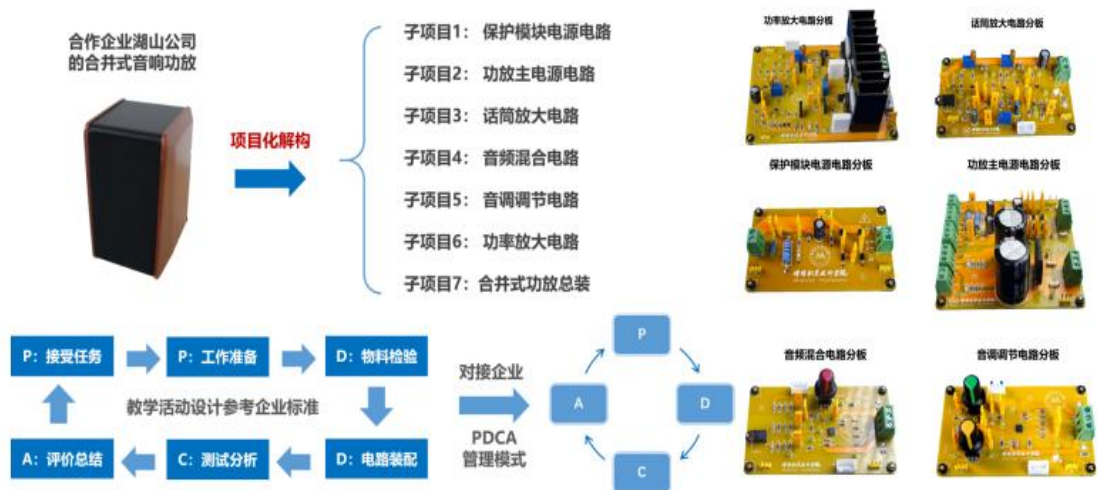 合作企业湖山公司
的合并式音响功放
项目化解构
子项目1：保护模块电源电路
子项目2：功放主电源电路
子项目3：话筒放大电路
子项目4：音频混合电路
子项目5：音调调节电路
子项目6：功率放大电路
子项目7：合并式功放总装
功率放大电路分板
话筒放大电路分板
保护模块电源电路分板
功放主电源电路分板
音频混合电路分板
音调调节电路分板
P：接受任务
P：工作准备
D：物料检验
教学活动设计参考企业标准
A：评价总结
C：测试分析
D：电路装配
对接企业
PDCA
管理模式
P
A
D
C